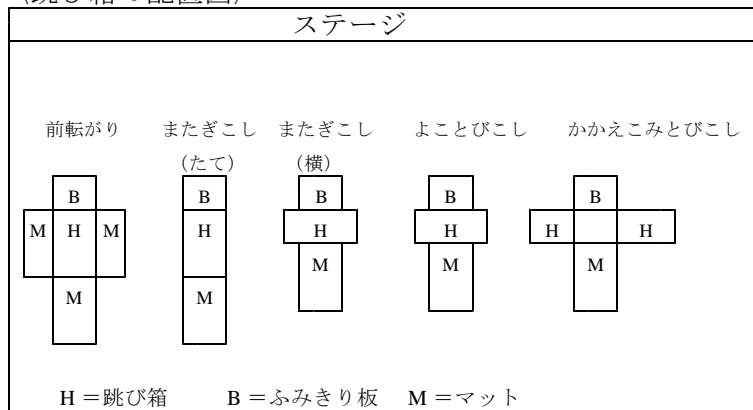 (跳び箱の配置図)
ステージ
前転がり　またぎこし　またぎこし　よことびこし　かかえこみとびこし
(たて)　(横)
B B B B B
M H M H H H H H
M M M
M M
H＝跳び箱　B＝ふみきり板　M＝マット